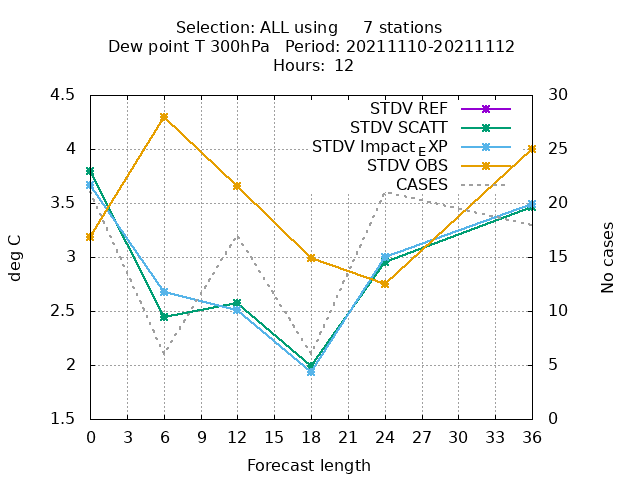 Selection: ALL using 7 stations
Dew point T 300hPa Period: 20211110-20211112
Hours: 12
4.5
4
3.5
3
2.5
2
1.5
deg C
STDV REF
STDV SCATT
STDV Impact_EXP
STDV OBS
CASES
30
25
20
15
10
5
0
No cases
0 3 6 9 12 15 18 21 24 27 30 33 36
Forecast length